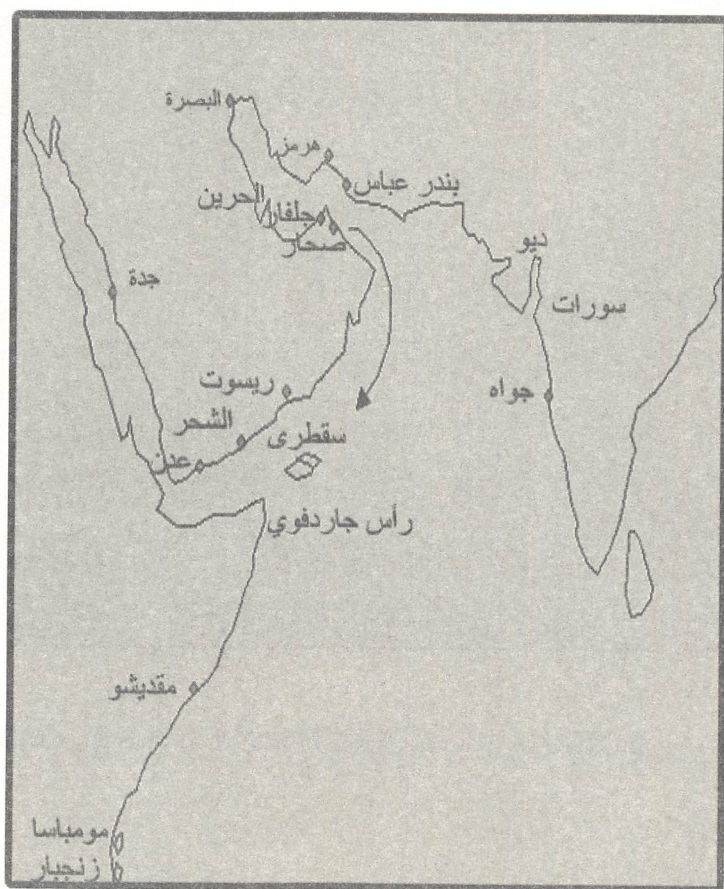 البصرة
هرمز
بندر عباس
الحرين
جلفار
صحار
ديو
سورات
جدة
جواه
ريسوت
الشحر
سقطرى
عدن
رأس جاردفوي
مقديشو
مومباسا
زنجبار